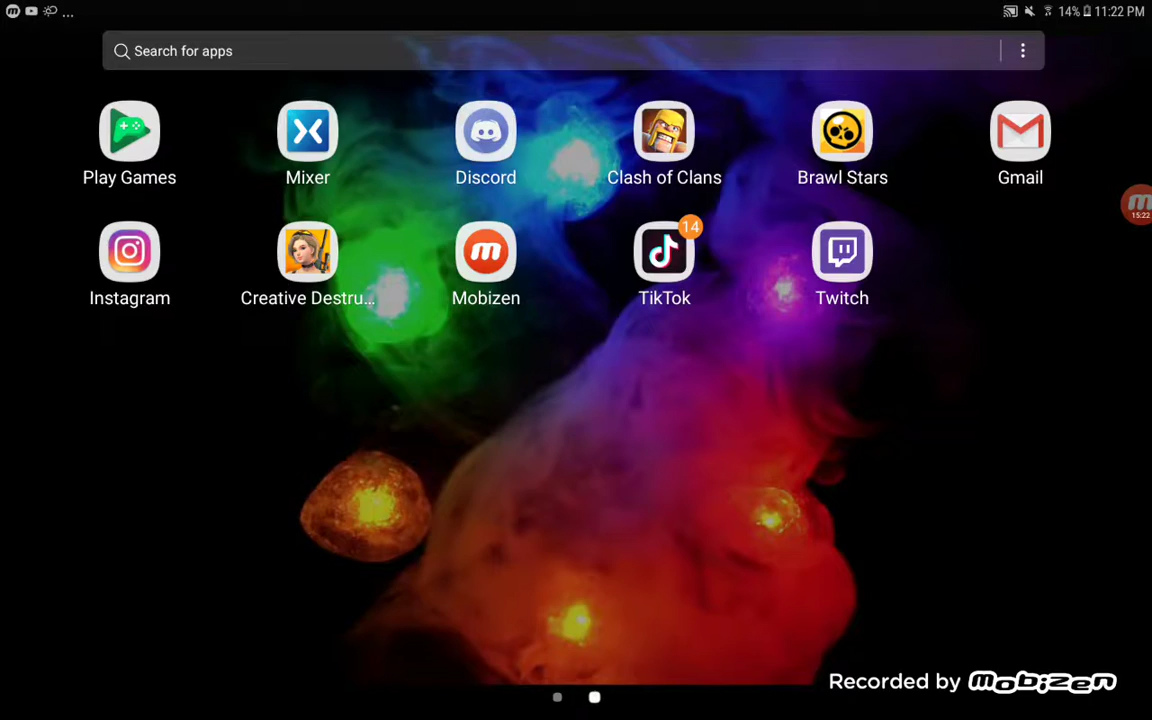 ... 14% 11:22 PM
Search for apps
Play Games Mixer Discord Clash of Clans Brawl Stars Gmail
15:22
14
Instagram Creative Destru... Mobizen TikTok Twitch
Recorded by mobizen